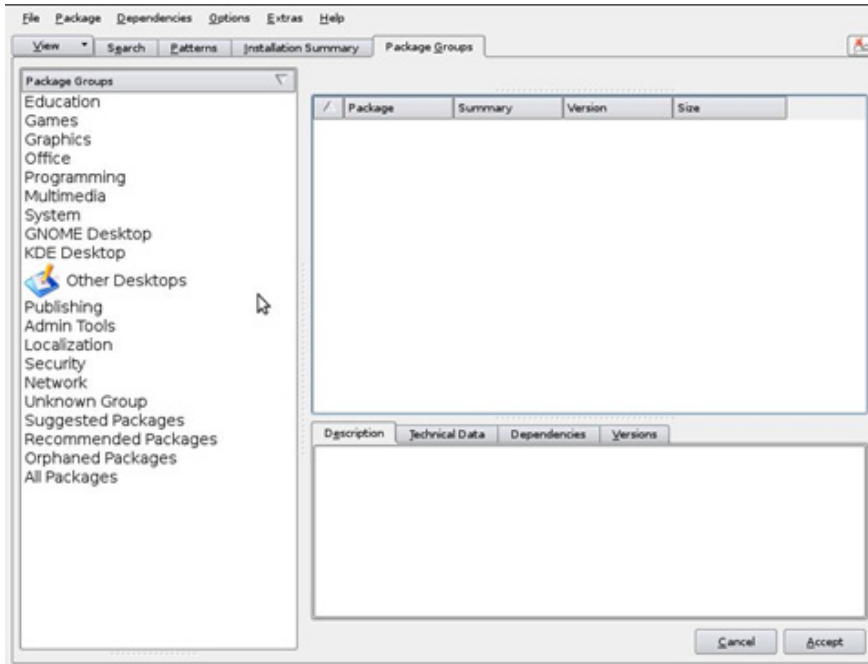 File Package Dependencies Options Extras Help
View Search Patterns Installation Summary Package Groups
Package Groups
Education
Games
Graphics
Office
Programming
Multimedia
System
GNOME Desktop
KDE Desktop
Other Desktops
Publishing
Admin Tools
Localization
Security
Network
Unknown Group
Suggested Packages
Recommended Packages
Orphaned Packages
All Packages
Package Summary Version Size
Description Technical Data Dependencies Versions
Cancel Accept